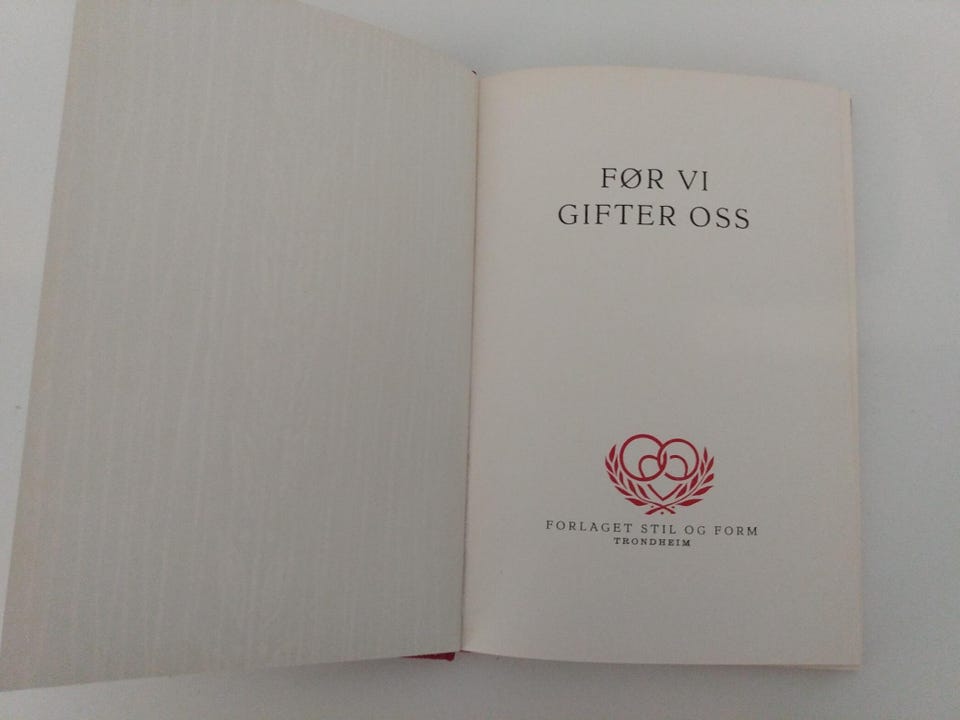 FØR VI
GIFTER OSS
FORLAGET STIL OG FORM
TRONDHEIM